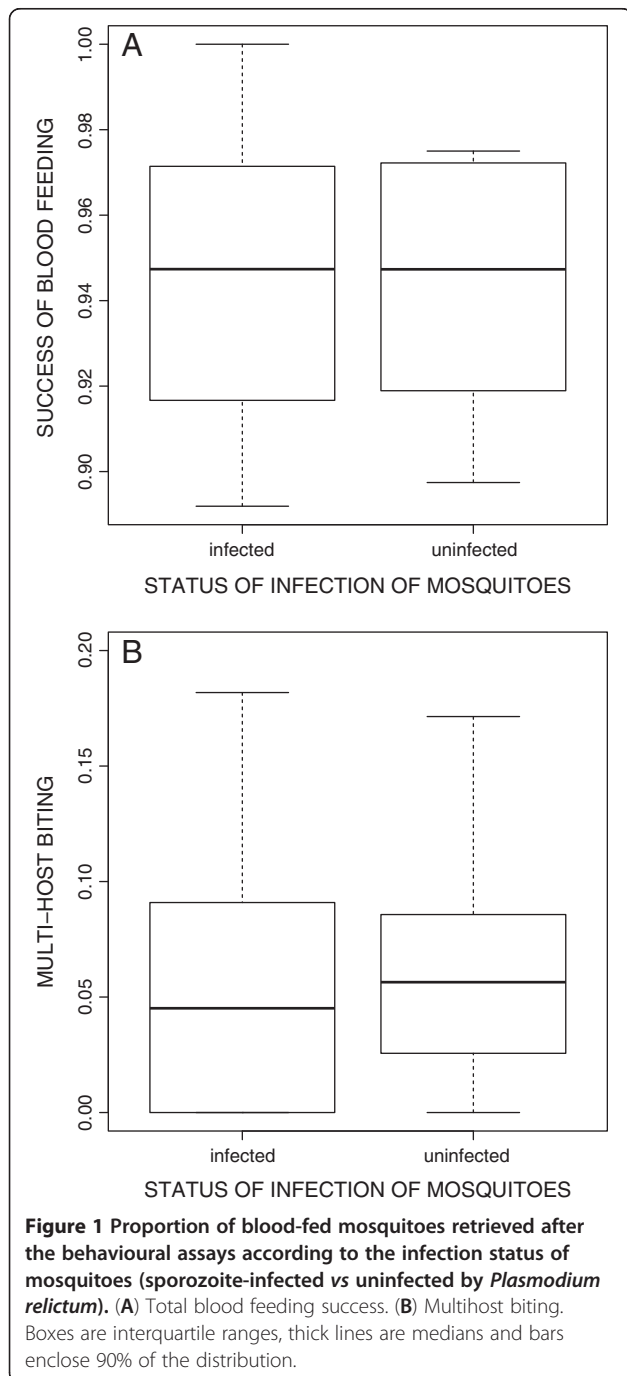 A
1.00
0.98
0.96
0.94
0.92
0.90
SUCCESS OF BLOOD FEEDING
infected uninfected
STATUS OF INFECTION OF MOSQUITOES
B
0.20
0.15
0.10
0.05
0.00
MULTI−HOST BITING
infected uninfected
STATUS OF INFECTION OF MOSQUITOES
Figure 1 Proportion of blood-fed mosquitoes retrieved after
the behavioural assays according to the infection status of
mosquitoes (sporozoite-infected vs uninfected by Plasmodium
relictum). (A) Total blood feeding success. (B) Multihost biting.
Boxes are interquartile ranges, thick lines are medians and bars
enclose 90% of the distribution.